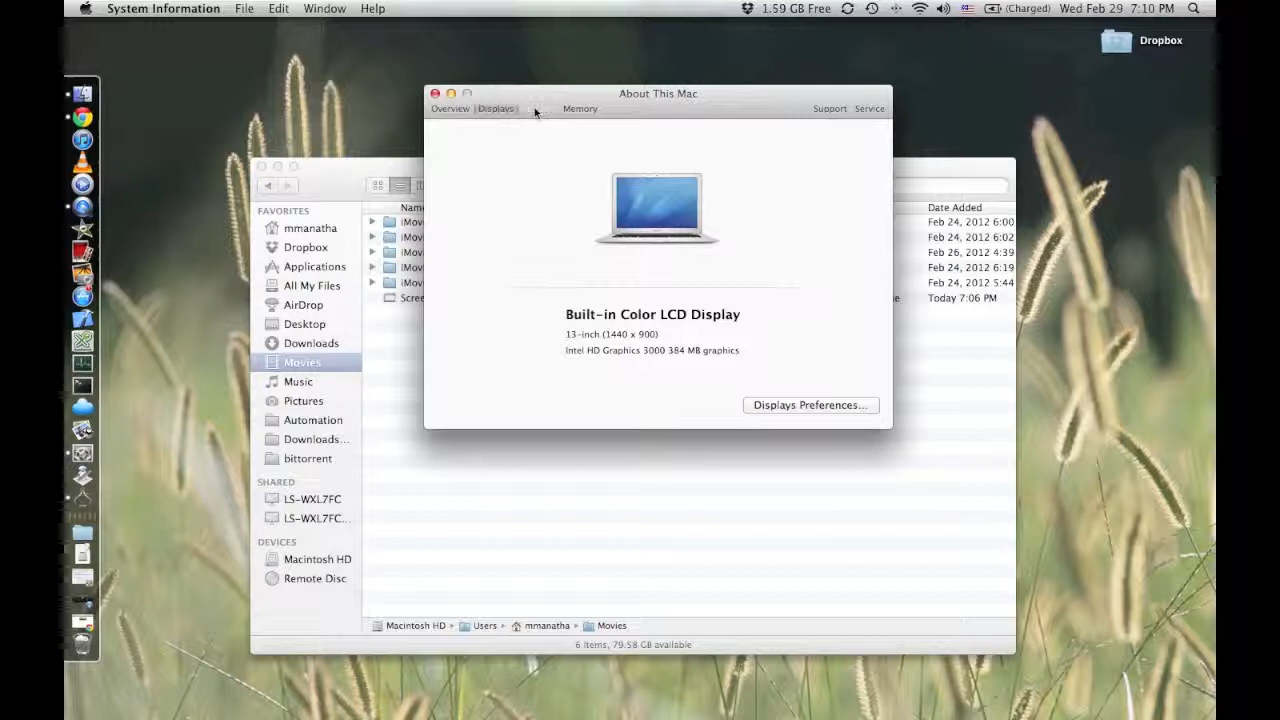 System Information File Edit Window Help 1.59 GB Free (Charged) Wed Feb 29 7:10 PM
Dropbox
About This Mac
Overview Displays Memory Support Service
Built-in Color LCD Display
13-inch (1440 x 900)
Intel HD Graphics 3000 384 MB graphics
Displays Preferences...
FAVORITES
mmanatha
Dropbox
Applications
All My Files
AirDrop
Desktop
Downloads
Movies
Music
Pictures
Automation
Downloads...
bittorrent
SHARED
LS-WXL7FC
LS-WXL7FC...
DEVICES
Macintosh HD
Remote Disc
Date Added
Feb 24, 2012 6:00
Feb 24, 2012 6:02
Feb 26, 2012 4:39
Feb 24, 2012 6:19
Feb 24, 2012 5:44
Today 7:06 PM
Macintosh HD Users mmanatha Movies
6 items, 79.58 GB available